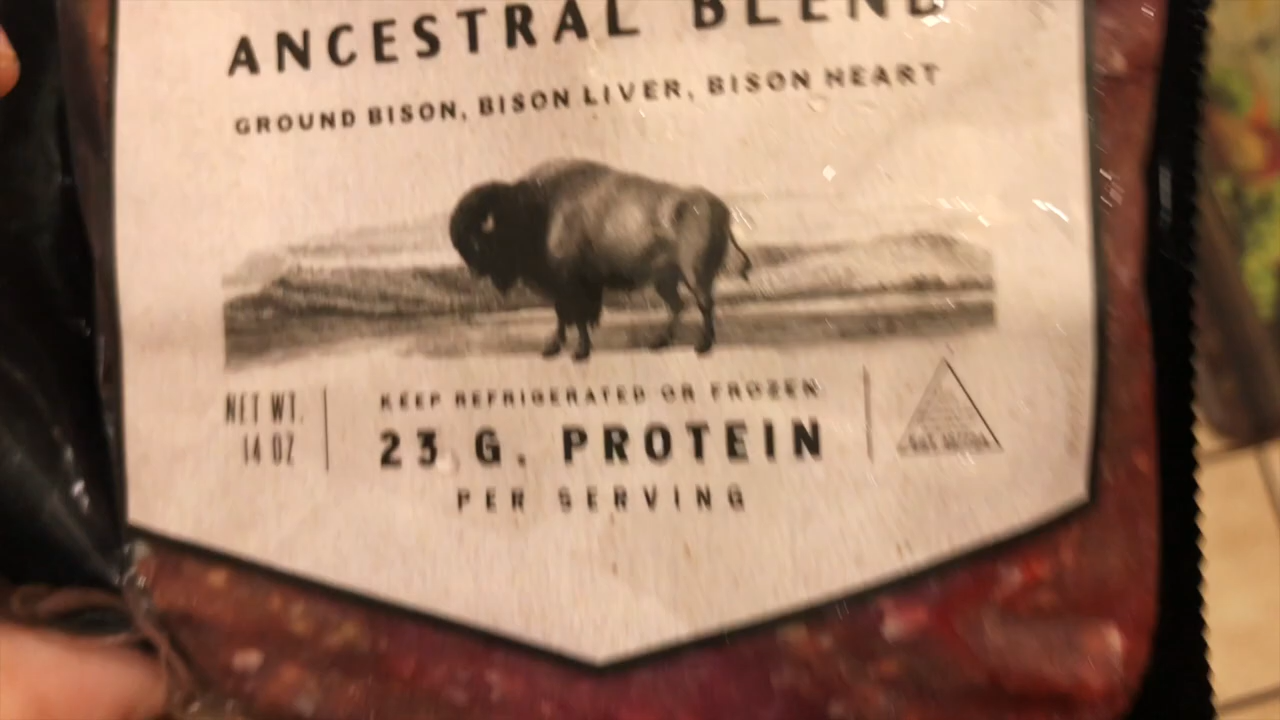 ANCESTRAL BLEND
GROUND BISON, BISON LIVER, BISON HEART
NET WT.
14 OZ
KEEP REFRIGERATED OR FROZEN
23 G. PROTEIN
PER SERVING